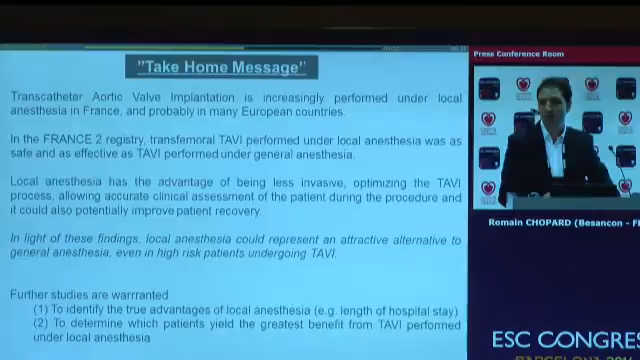 "Take Home Message"
Transcatheter Aortic Valve Implantation is increasingly performed under local
anesthesia in France, and probably in many European countries.
In the FRANCE 2 registry, transfemoral TAVI performed under local anesthesia was as
safe and as effective as TAVI performed under general anesthesia.
Local anesthesia has the advantage of being less invasive, optimizing the TAVI
process, allowing accurate clinical assessment of the patient during the procedure and
it could also potentially improve patient recovery.
In light of these findings, local anesthesia could represent an attractive alternative to
general anesthesia, even in high risk patients undergoing TAVI.
Further studies are warrranted
(1) To identify the true advantages of local anesthesia (e.g. length of hospital stay)
(2) To determine which patients yield the greatest benefit from TAVI performed
under local anesthesia
Press Conference Room
Romain CHOPARD (Besancon - F
ESC CONGRE
BARCELONA